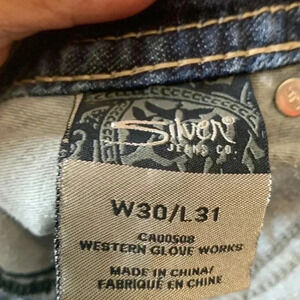 Silver®
JEANS CO.
W30/L31
CA00508
WESTERN GLOVE WORKS
MADE IN CHINA/
FABRIQUÉ EN CHINE